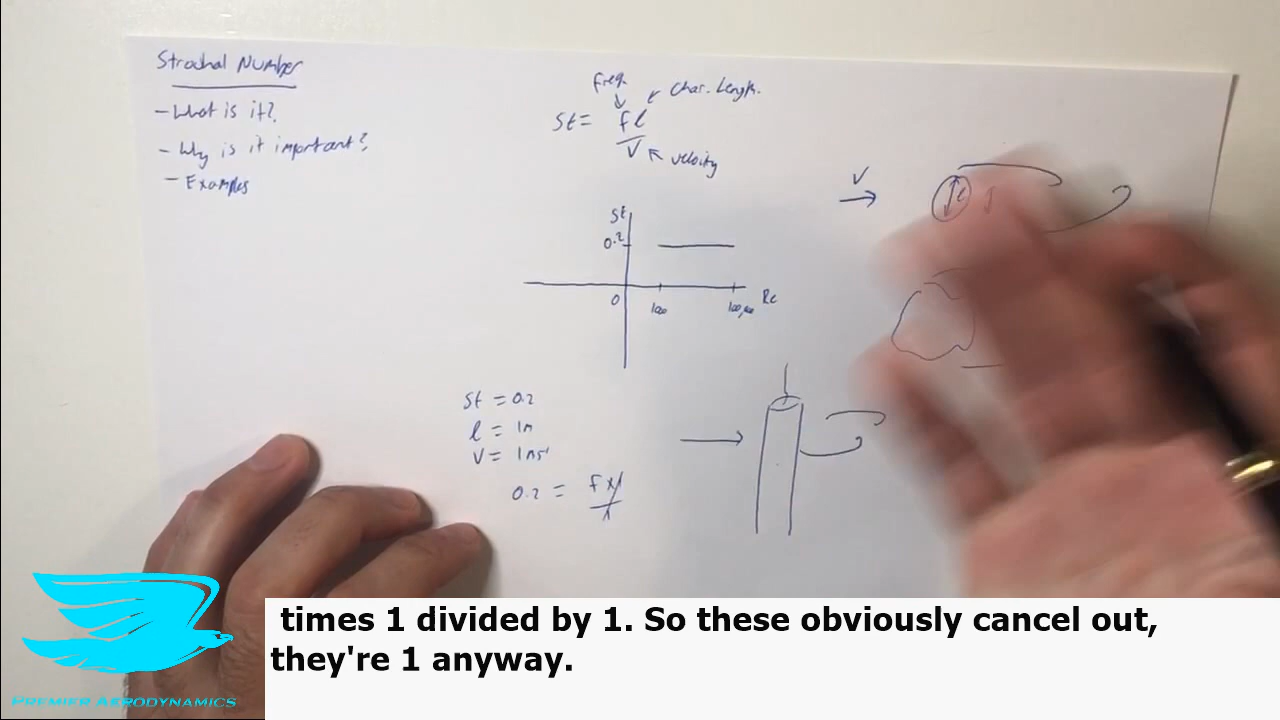 Strouhal Number
- What is it?
- Why is it important?
- Examples
freq.
char. Length.
St = fl
V
velocity
V
l
St
0.2
0
1000
100,000
Re
St = 0.2
l = 1m
V = 1ms⁻¹
0.2 = f x 1
1
times 1 divided by 1. So these obviously cancel out,
they're 1 anyway.
PREMIER AERODYNAMICS